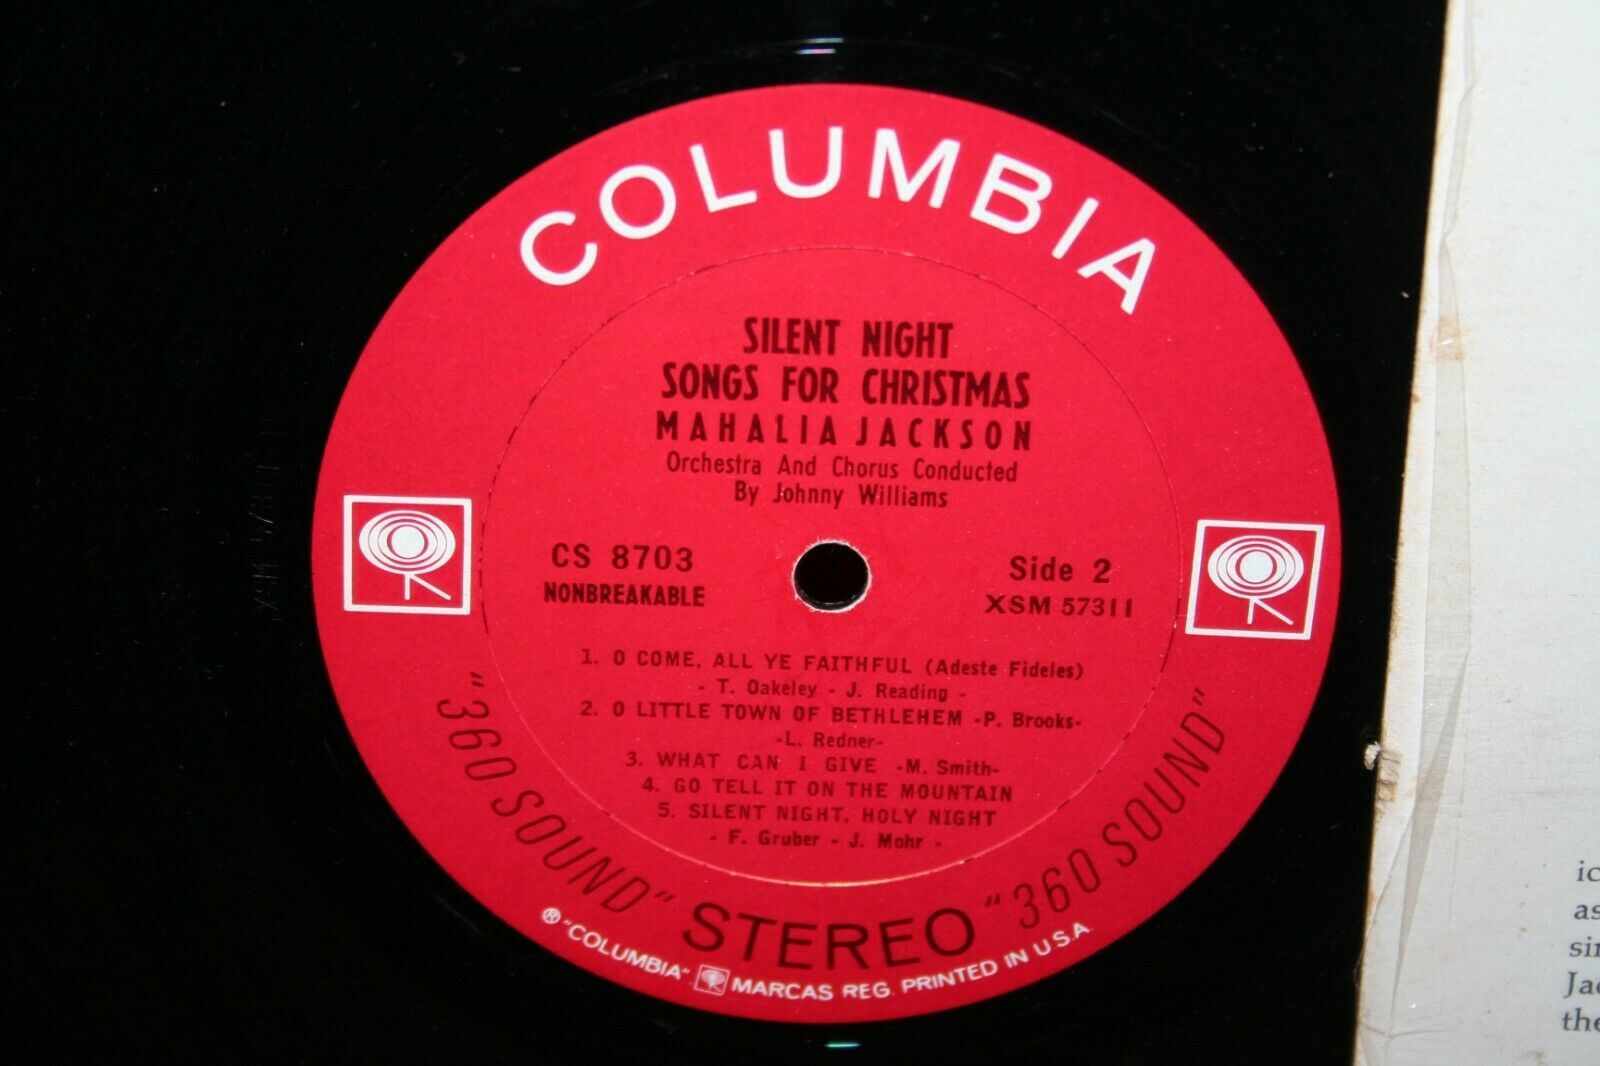 COLUMBIA
SILENT NIGHT
SONGS FOR CHRISTMAS
MAHALIA JACKSON
Orchestra And Chorus Conducted
By Johnny Williams
CS 8703
NONBREAKABLE
Side 2
XSM 57311
1. O COME, ALL YE FAITHFUL (Adeste Fideles)
- T. Oakeley - J. Reading -
2. O LITTLE TOWN OF BETHLEHEM -P. Brooks-
-L. Redner-
3. WHAT CAN I GIVE -M. Smith-
4. GO TELL IT ON THE MOUNTAIN
5. SILENT NIGHT, HOLY NIGHT
- F. Gruber - J. Mohr -
"360 SOUND" STEREO "360 SOUND"
® "COLUMBIA" MARCAS REG. PRINTED IN U.S.A.